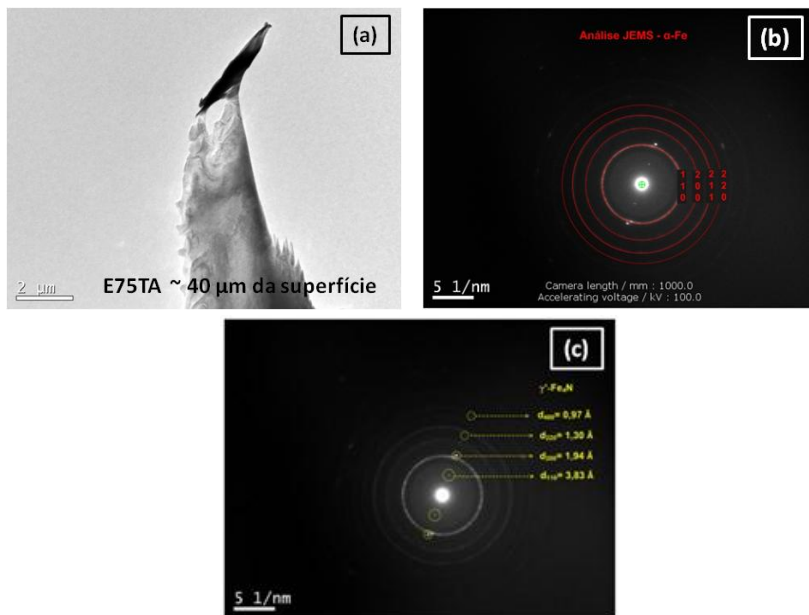 (a)
2 μm
E75TA ~ 40 μm da superfície
Análise JEMS - α-Fe
(b)
1 2 2 2
1 0 1 2
0 0 1 0
5 1/nm
Camera length / mm : 1000.0
Accelerating voltage / kV : 100.0
(c)
γ'-Fe₄N
d₄₀₀= 0,97 Å
d₂₂₀= 1,30 Å
d₂₀₀= 1,94 Å
d₁₁₀= 3,83 Å
5 1/nm